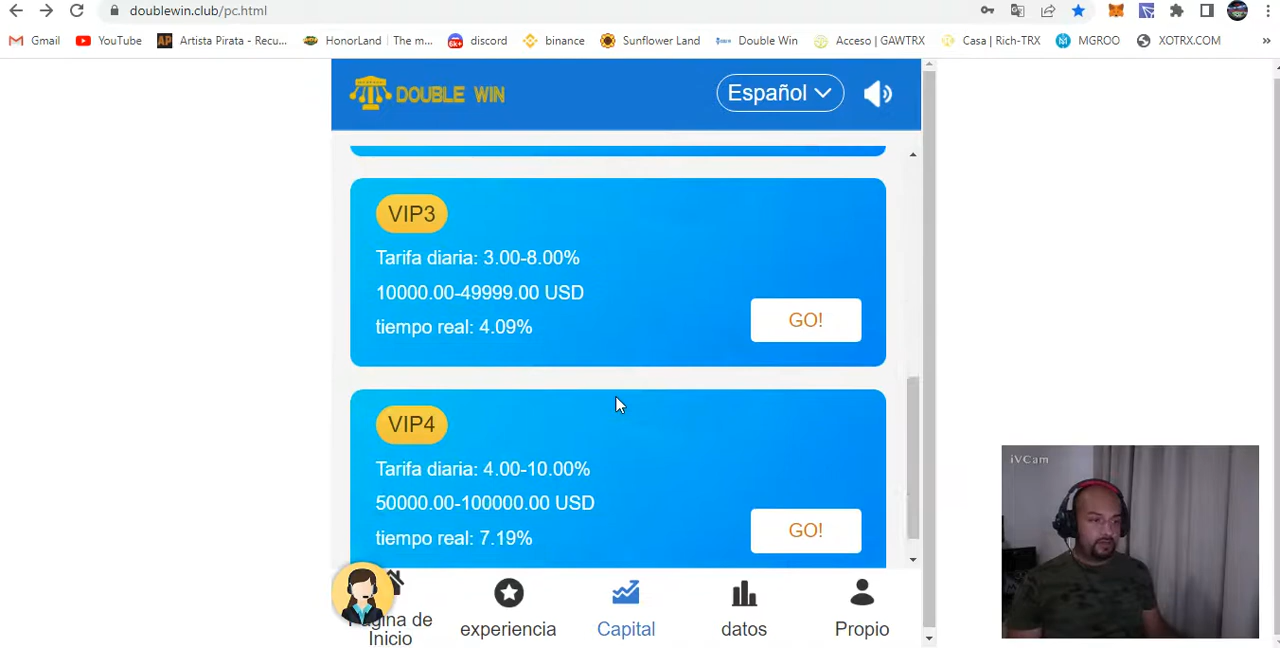 doublewin.club/pc.html
Gmail YouTube Artista Pirata - Recu... HonorLand | The m... discord binance Sunflower Land Double Win Acceso | GAWTRX Casa | Rich-TRX MGROO XOTRX.COM »
DOUBLE WIN Español
VIP3
Tarifa diaria: 3.00-8.00%
10000.00-49999.00 USD
tiempo real: 4.09%
GO!
VIP4
Tarifa diaria: 4.00-10.00%
50000.00-100000.00 USD
tiempo real: 7.19%
GO!
Página de Inicio experiencia Capital datos Propio
iVCam